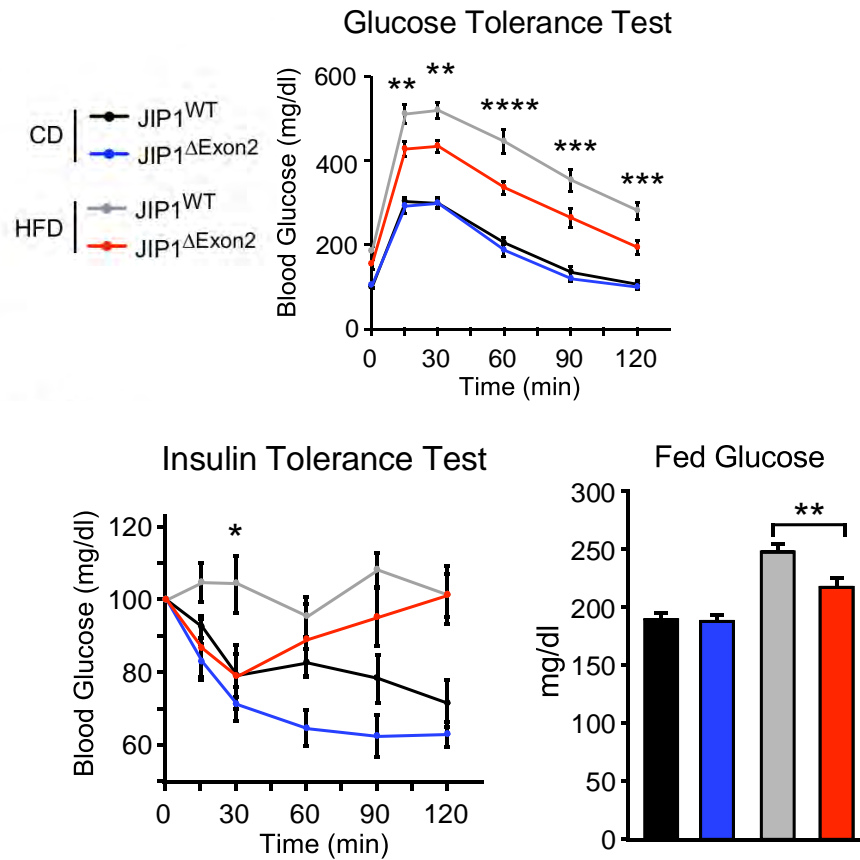 Glucose Tolerance Test
CD
JIP1WT
JIP1ΔExon2
HFD
JIP1WT
JIP1ΔExon2
Blood Glucose (mg/dl)
600
400
200
0
** ** **** *** ***
0 30 60 90 120
Time (min)
Insulin Tolerance Test
Blood Glucose (mg/dl)
120
100
80
60
*
0 30 60 90 120
Time (min)
Fed Glucose
mg/dl
300
250
200
150
100
50
0
**